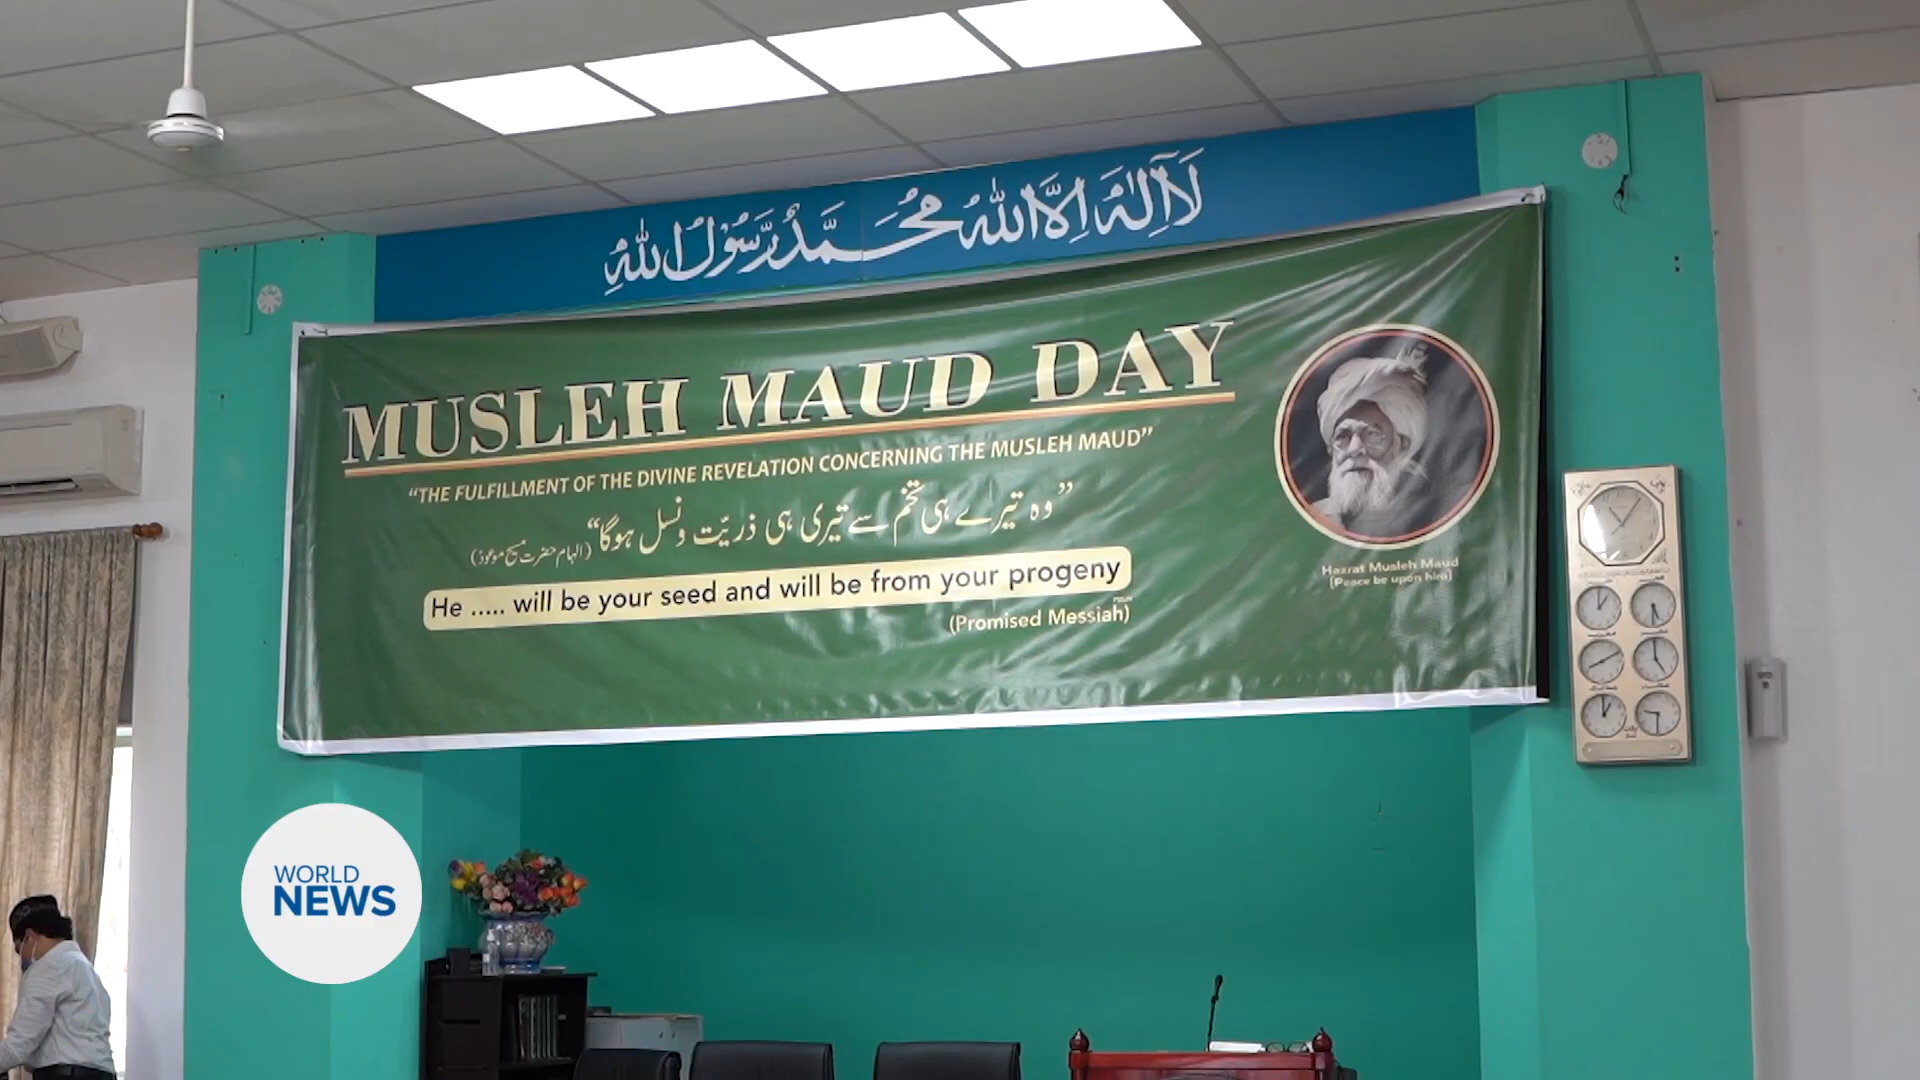 لَا آلٰہَ اِلَّا اللّٰہُ مُحَمَّدٌ رَّسُوْلُ اللّٰہِ
MUSLEH MAUD DAY
“THE FULFILLMENT OF THE DIVINE REVELATION CONCERNING THE MUSLEH MAUD”
”وہ تیرے ہی تخم سے تیری ہی ذریّت و نسل ہوگا“ (الہام حضرت مسیح موعودؑ)
He ..... will be your seed and will be from your progeny
(Promised Messiah)
Hazrat Musleh Maud
(Peace be upon him)
WORLD
NEWS